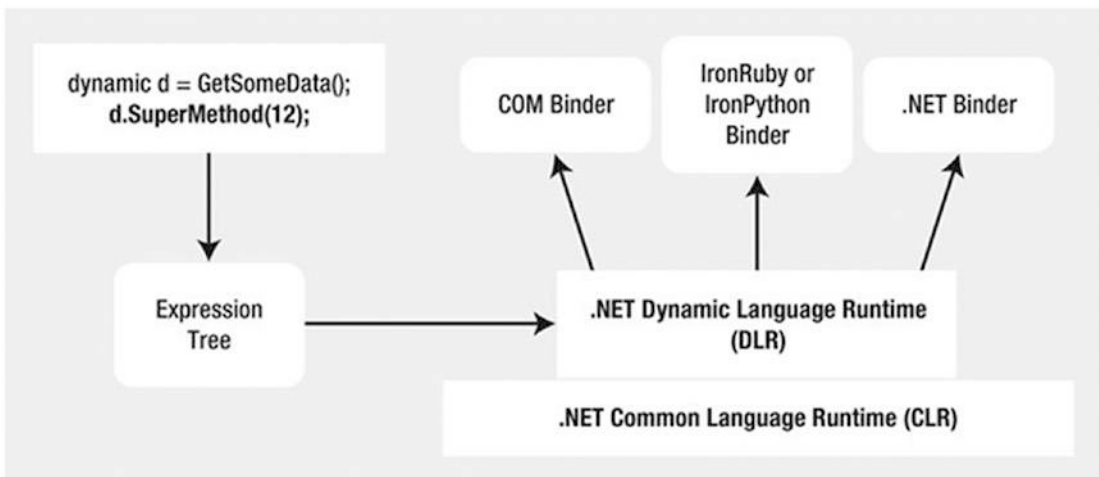 dynamic d = GetSomeData();
d.SuperMethod(12);
COM Binder
IronRuby or
IronPython
Binder
.NET Binder
Expression
Tree
.NET Dynamic Language Runtime
(DLR)
.NET Common Language Runtime (CLR)